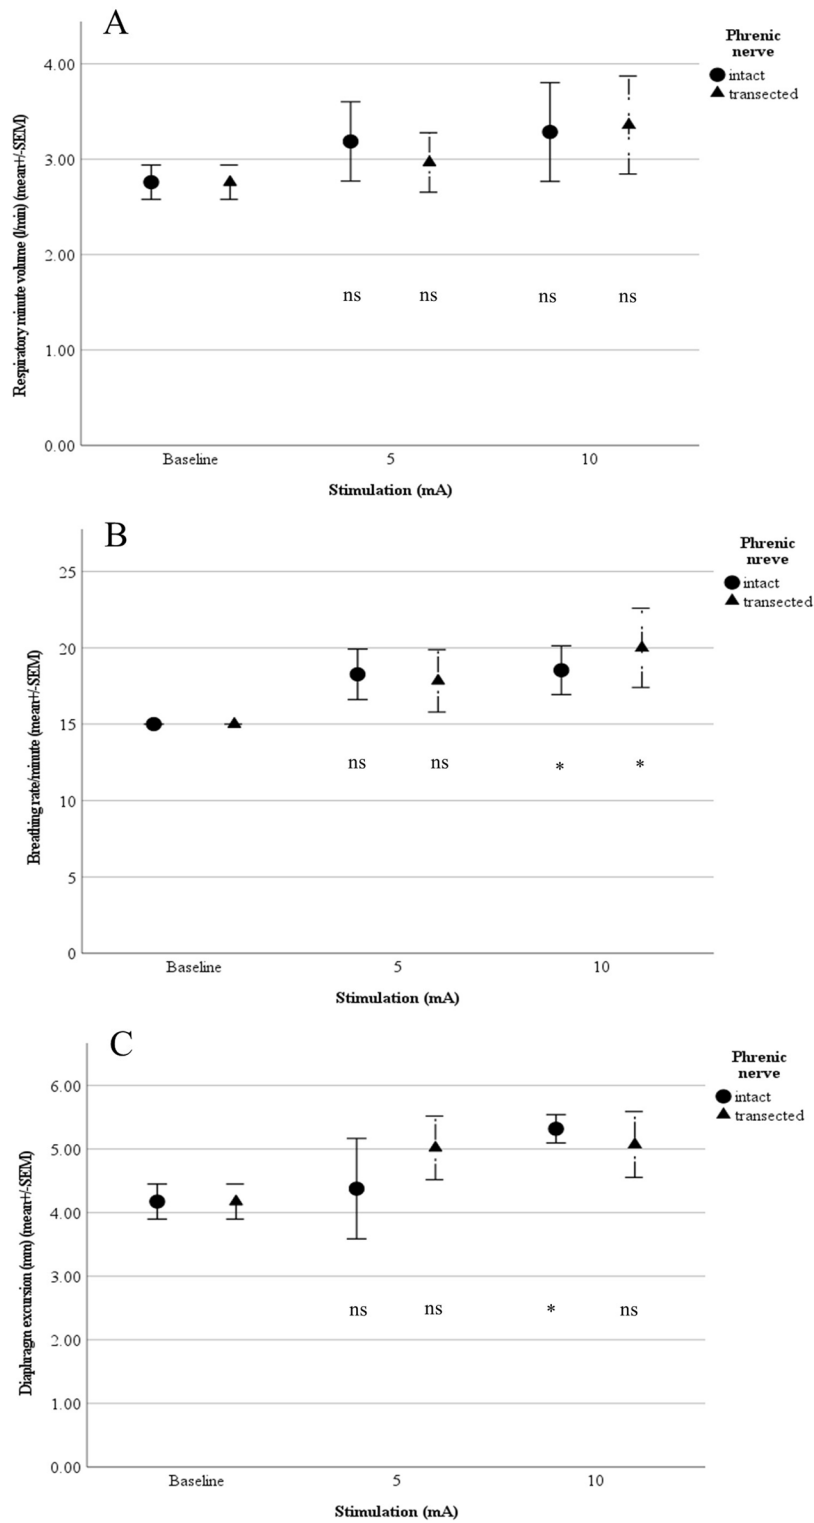 A
Phrenic
nerve
intact
transected
Respiratory minute volume (l/min) (mean+/-SEM)
4.00
3.00
2.00
1.00
0.00
ns ns ns ns
Baseline 5 10
Stimulation (mA)
B
Phrenic
nreve
intact
transected
Breathing rate/minute (mean+/-SEM)
25
20
15
10
5
0
ns ns * *
Baseline 5 10
Stimulation (mA)
C
Phrenic
nerve
intact
transected
Diaphragm excursion (mm) (mean+/-SEM)
6.00
5.00
4.00
3.00
2.00
1.00
0.00
ns ns * ns
Baseline 5 10
Stimulation (mA)